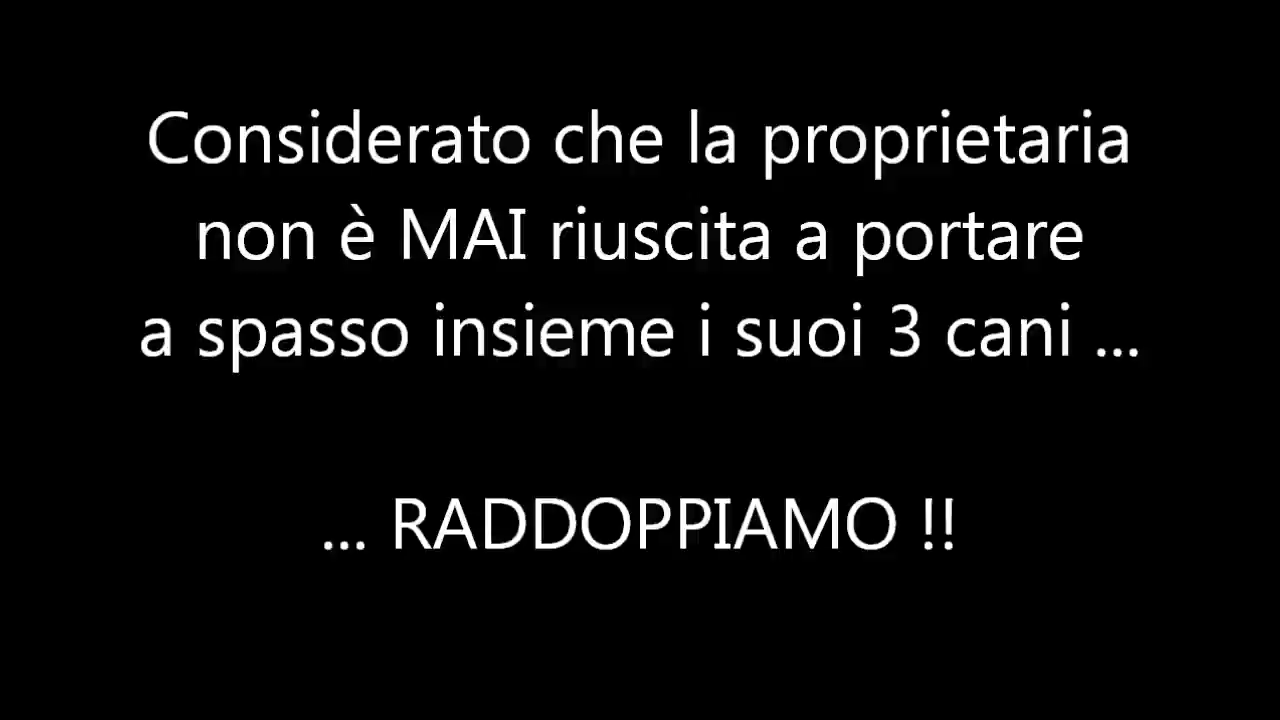 Considerato che la proprietaria
non è MAI riuscita a portare
a spasso insieme i suoi 3 cani ...
... RADDOPPIAMO !!